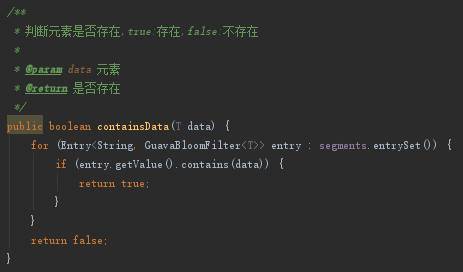 /**
 * 判断元素是否存在,true:存在,false:不存在
 *
 * @param data 元素
 * @return 是否存在
 */
public boolean containsData(T data) {
    for (Entry<String, GuavaBloomFilter<T>> entry : segments.entrySet()) {
        if (entry.getValue().contains(data)) {
            return true;
        }
    }
    return false;
}